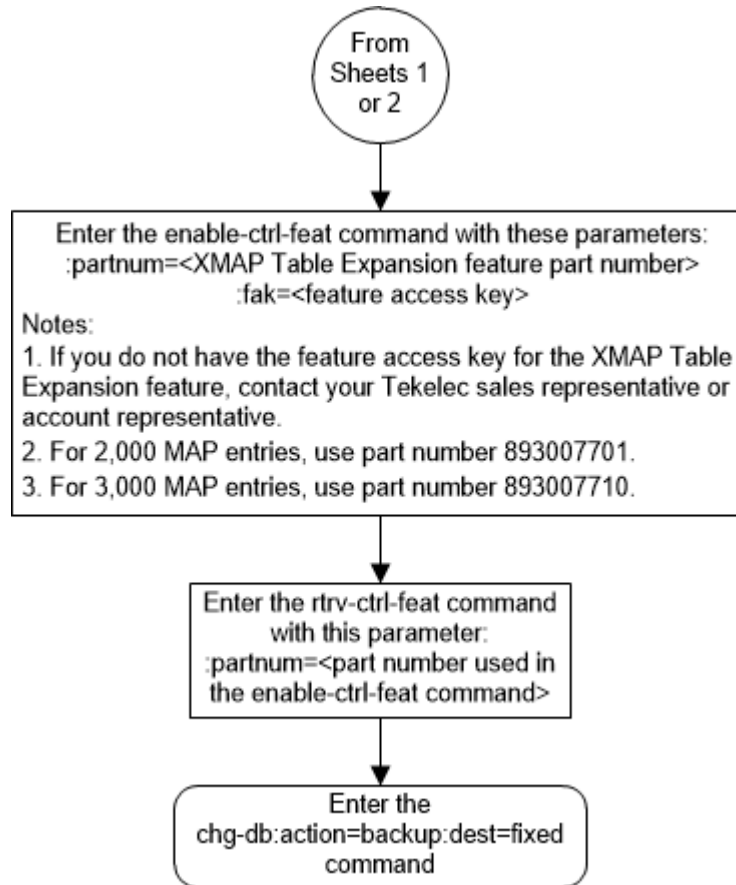 From
Sheets 1
or 2
Enter the enable-ctrl-feat command with these parameters:
:partnum=<XMAP Table Expansion feature part number>
:fak=<feature access key>
Notes:
1. If you do not have the feature access key for the XMAP Table
Expansion feature, contact your Tekelec sales representative or
account representative.
2. For 2,000 MAP entries, use part number 893007701.
3. For 3,000 MAP entries, use part number 893007710.
Enter the rtrv-ctrl-feat command
with this parameter:
:partnum=<part number used in
the enable-ctrl-feat command>
Enter the
chg-db:action=backup:dest=fixed
command